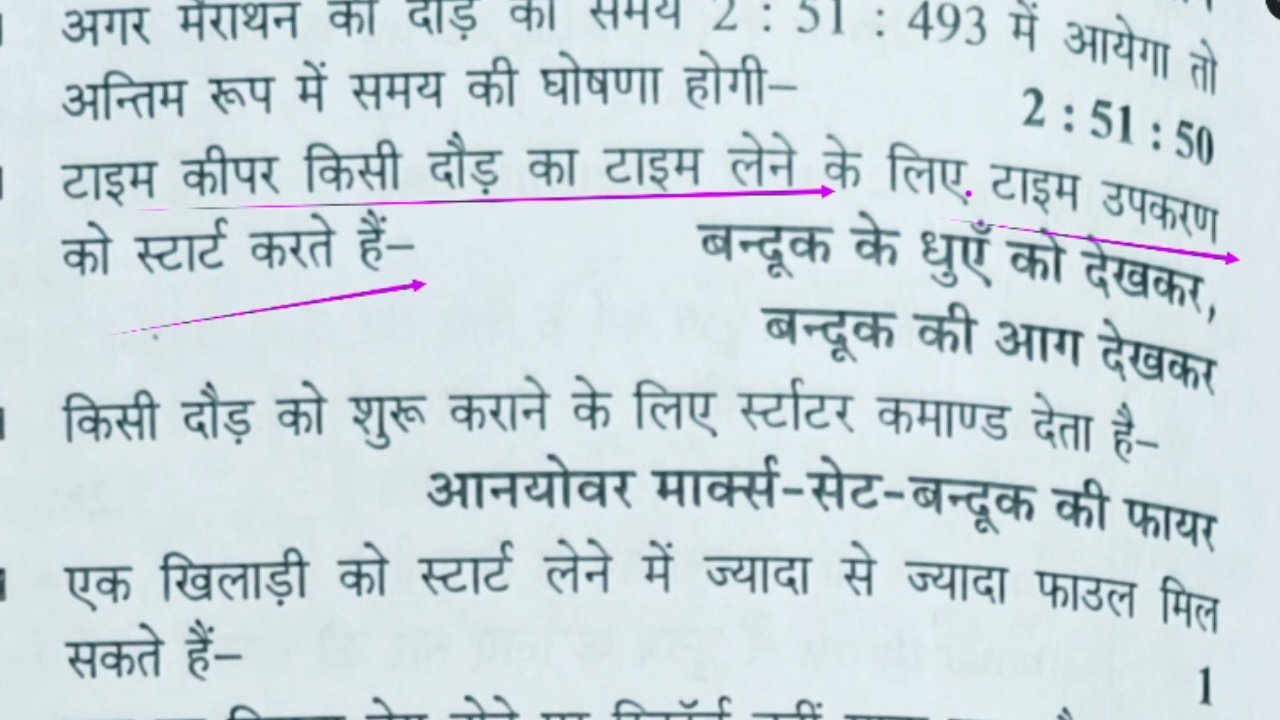 अगर मैराथन की दौड़ का समय 2 : 51 : 493 में आयेगा तो
अन्तिम रूप में समय की घोषणा होगी–
2 : 51 : 50
टाइम कीपर किसी दौड़ का टाइम लेने के लिए टाइम उपकरण
को स्टार्ट करते हैं–
बन्दूक के धुएँ को देखकर,
बन्दूक की आग देखकर
किसी दौड़ को शुरू कराने के लिए स्टॉटर कमाण्ड देता है–
आनयोवर मार्क्स-सेट-बन्दूक की फायर
एक खिलाड़ी को स्टार्ट लेने में ज्यादा से ज्यादा फाउल मिल
सकते हैं–
1